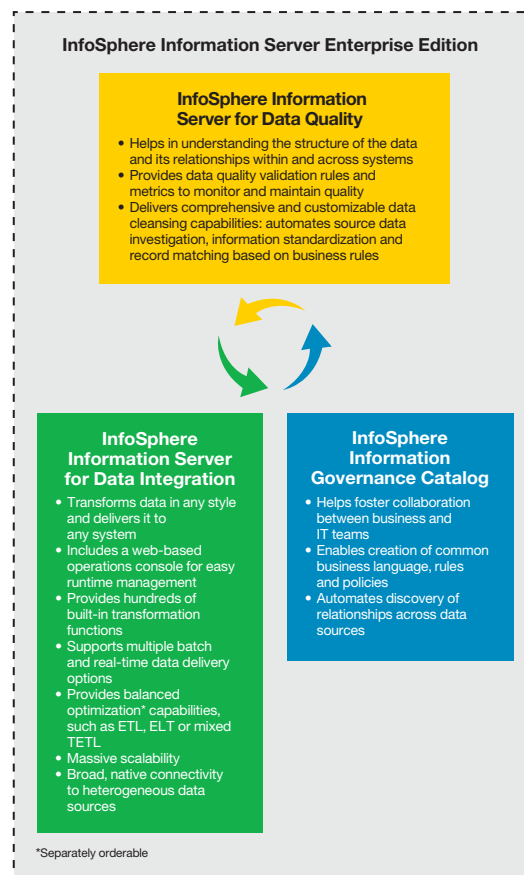 InfoSphere Information Server Enterprise Edition
InfoSphere Information
Server for Data Quality
• Helps in understanding the structure of the data
and its relationships within and across systems
• Provides data quality validation rules and
metrics to monitor and maintain quality
• Delivers comprehensive and customizable data
cleansing capabilities: automates source data
investigation, information standardization and
record matching based on business rules
InfoSphere
Information Server
for Data Integration
• Transforms data in any style
and delivers it to
any system
• Includes a web-based
operations console for easy
runtime management
• Provides hundreds of
built-in transformation
functions
• Supports multiple batch
and real-time data delivery
options
• Provides balanced
optimization* capabilities,
such as ETL, ELT or mixed
TETL
• Massive scalability
• Broad, native connectivity
to heterogeneous data
sources
InfoSphere
Information
Governance Catalog
• Helps foster collaboration
between business and
IT teams
• Enables creation of common
business language, rules
and policies
• Automates discovery of
relationships across data
sources
*Separately orderable